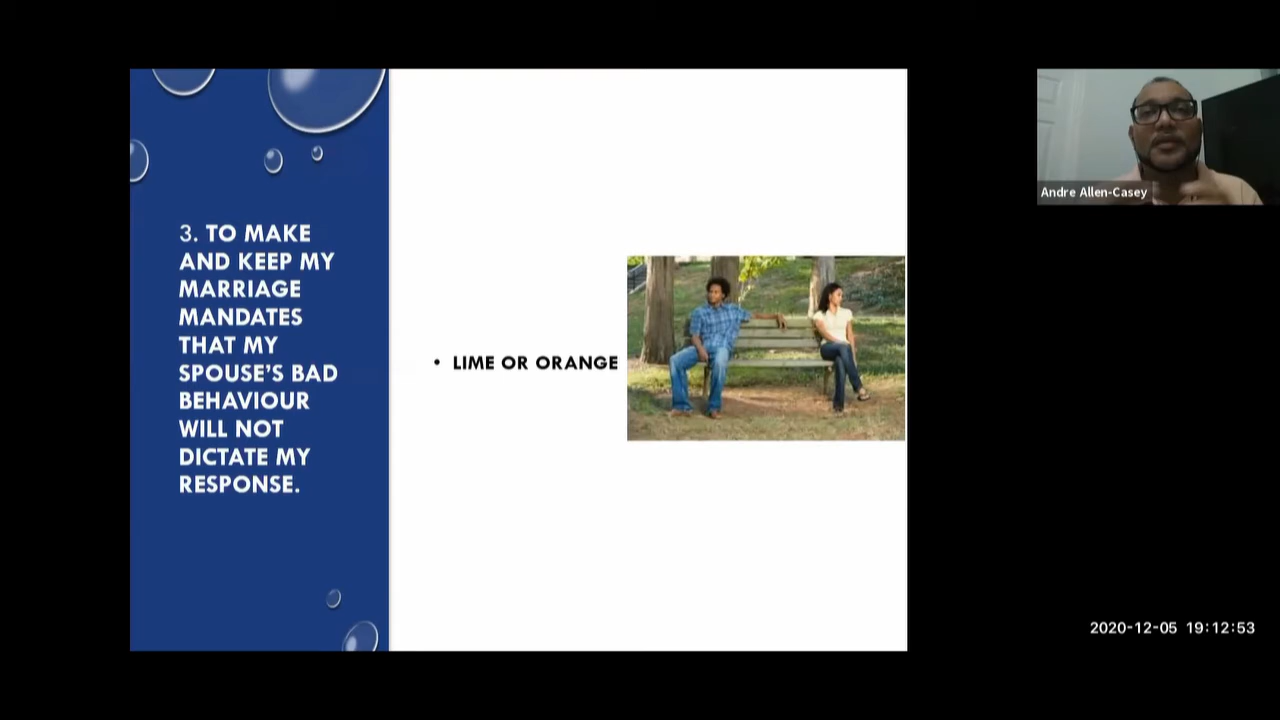 3. TO MAKE
AND KEEP MY
MARRIAGE
MANDATES
THAT MY
SPOUSE’S BAD
BEHAVIOUR
WILL NOT
DICTATE MY
RESPONSE.
• LIME OR ORANGE
Andre Allen-Casey
2020-12-05 19:12:53